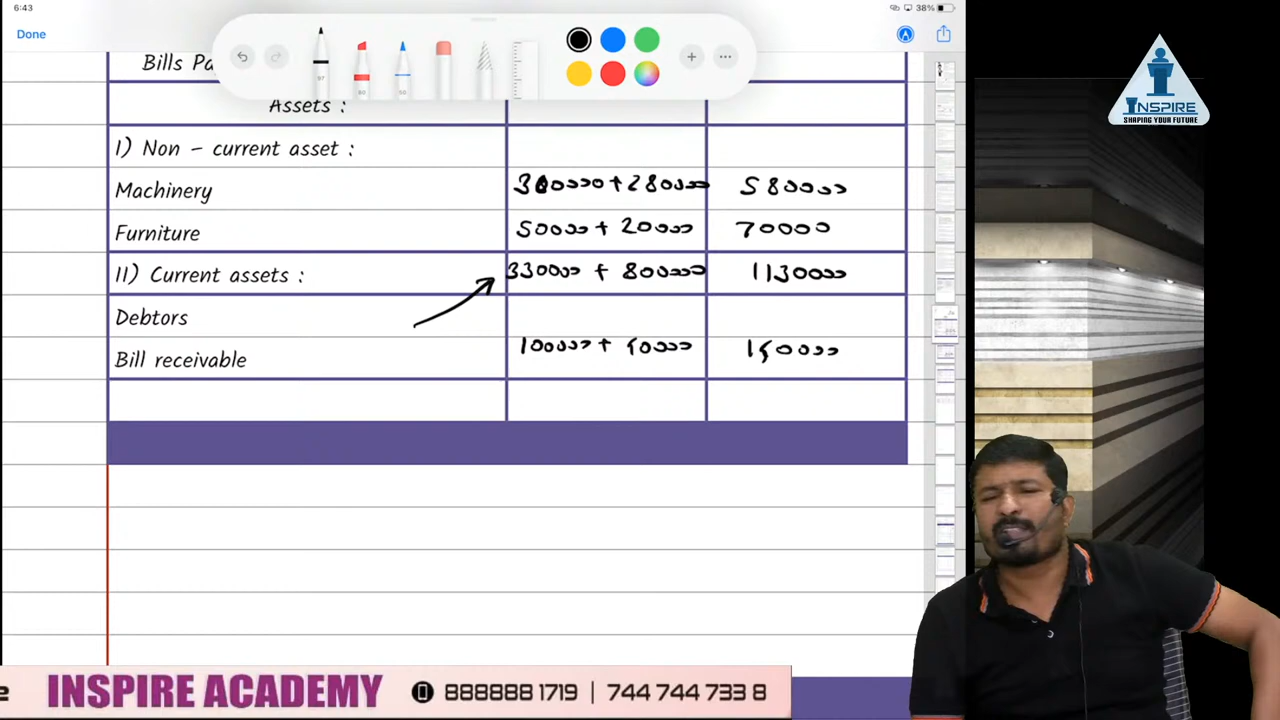 6:43
38%
Done
Bills Pa
Assets :
I) Non - current asset :
Machinery 300000 + 280000 580000
Furniture 50000 + 20000 70000
II) Current assets : 330000 + 800000 1130000
Debtors
Bill receivable 100000 + 50000 150000
INSPIRE
SHAPING YOUR FUTURE
INSPIRE ACADEMY 888888 1719 | 744 744 733 8